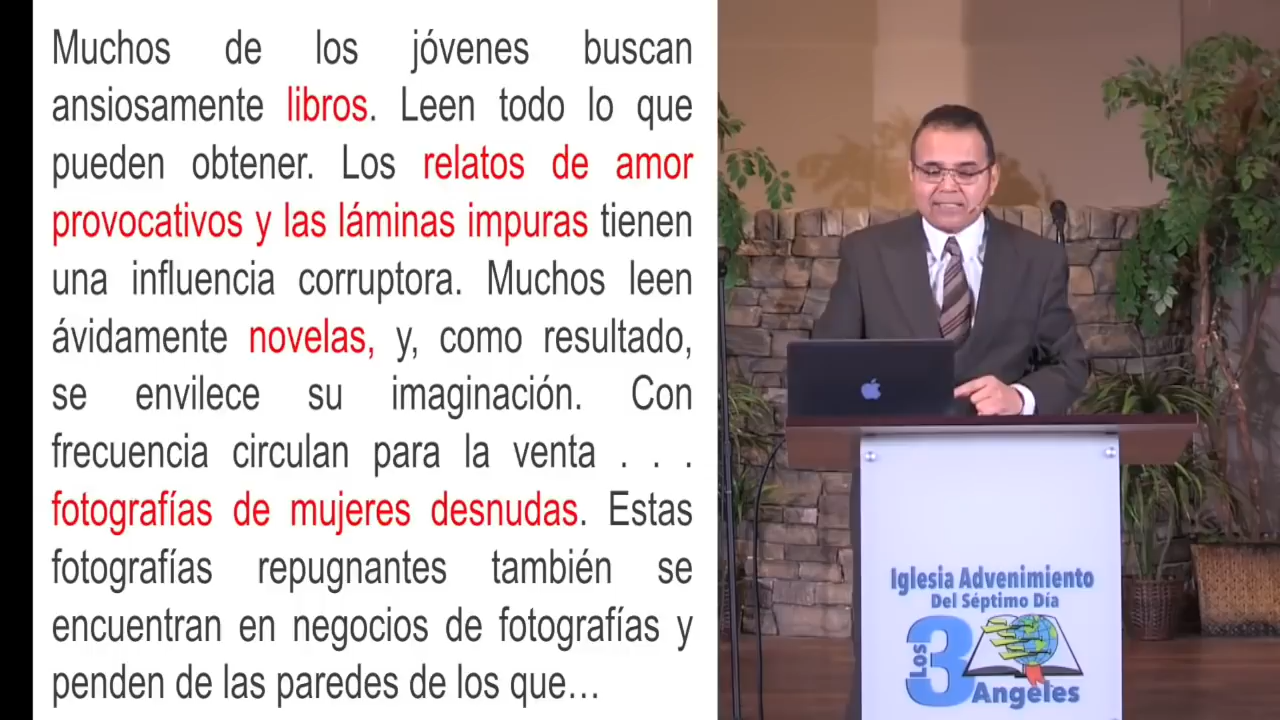 Muchos de los jóvenes buscan
ansiosamente libros. Leen todo lo que
pueden obtener. Los relatos de amor
provocativos y las láminas impuras tienen
una influencia corruptora. Muchos leen
ávidamente novelas, y, como resultado,
se envilece su imaginación. Con
frecuencia circulan para la venta . . .
fotografías de mujeres desnudas. Estas
fotografías repugnantes también se
encuentran en negocios de fotografías y
penden de las paredes de los que…
Iglesia Advenimiento
Del Séptimo Día
Los 3
Angeles